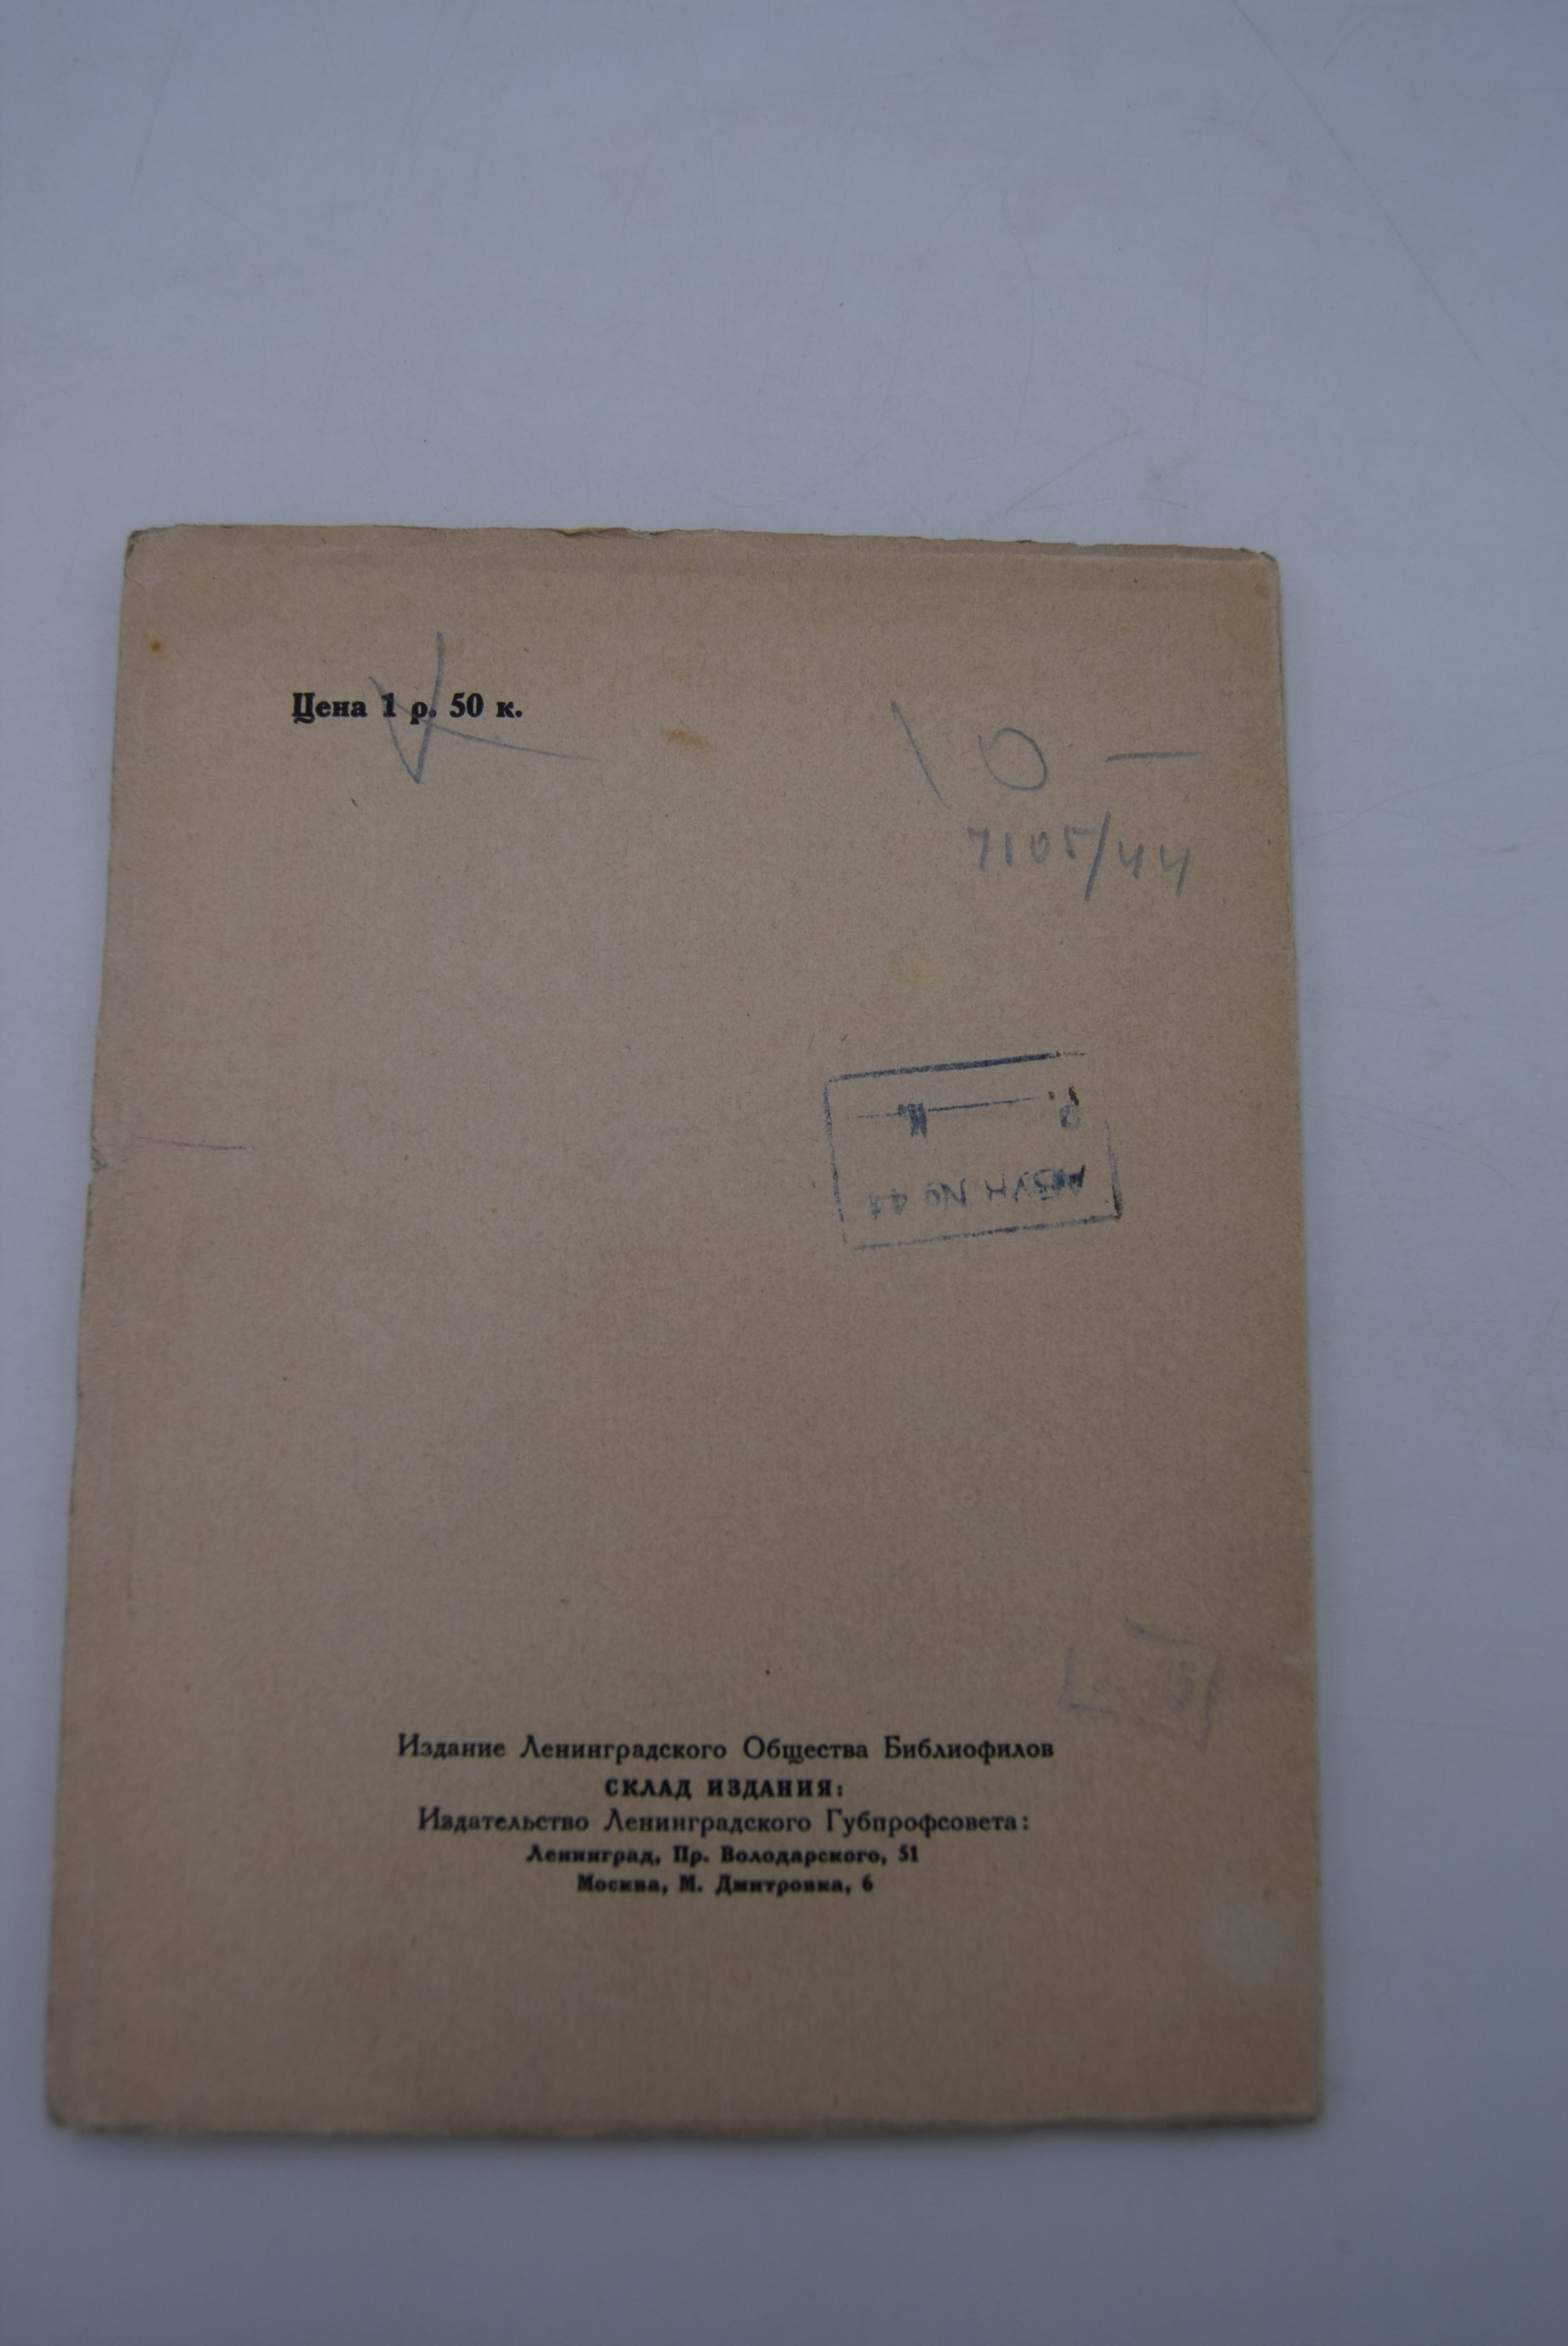 Цена 1 р. 50 к.
10 —
7105/44
Издание Ленинградского Общества Библиофилов
СКЛАД ИЗДАНИЯ:
Издательство Ленинградского Губпрофсовета:
Ленинград, Пр. Володарского, 51
Москва, М. Дмитровка, 6